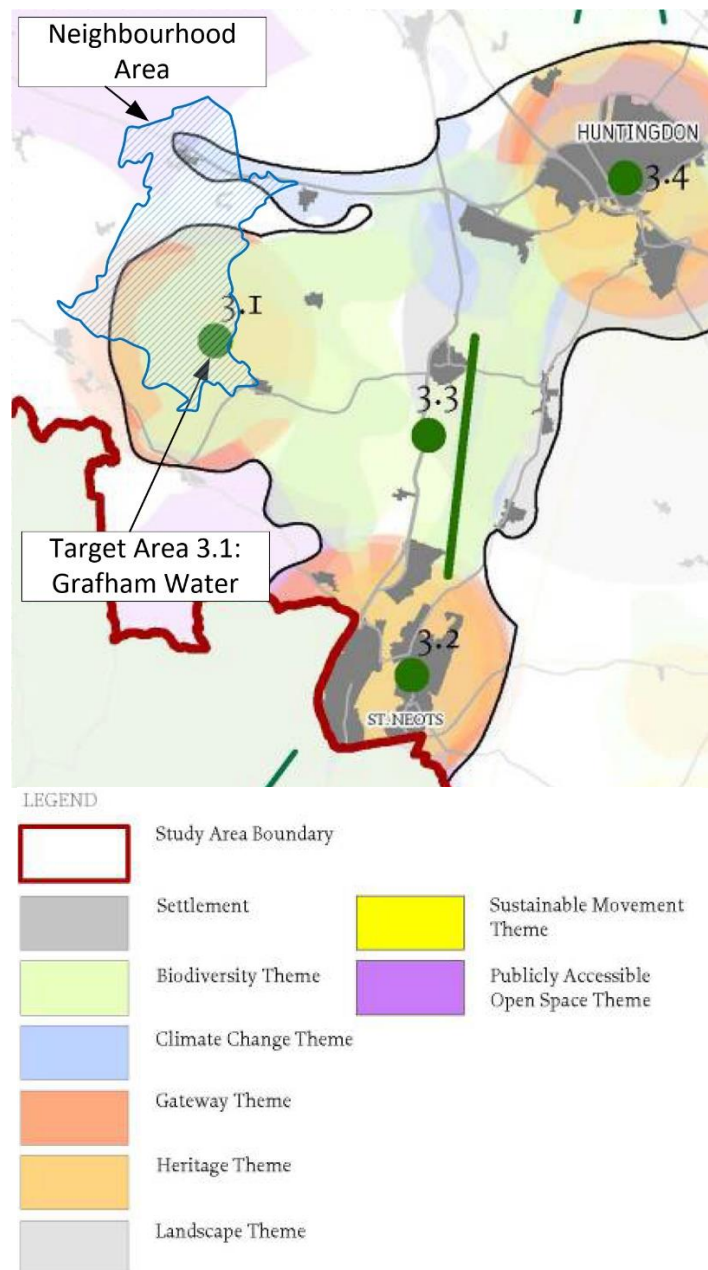 Neighbourhood
Area
HUNTINGDON
3.4
3.1
3.3
Target Area 3.1:
Grafham Water
3.2
ST. NEOTS
LEGEND
Study Area Boundary
Settlement
Sustainable Movement
Theme
Biodiversity Theme
Publicly Accessible
Open Space Theme
Climate Change Theme
Gateway Theme
Heritage Theme
Landscape Theme